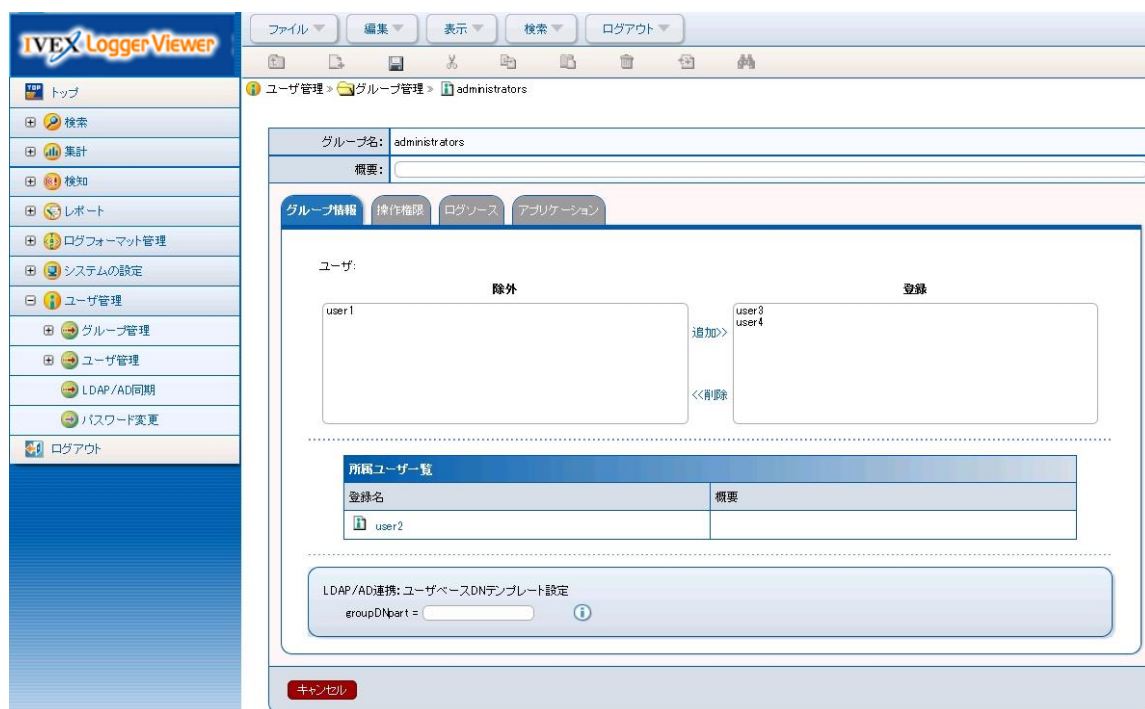 IVEX Logger Viewer
ファイル 編集 表示 検索 ログアウト
TOP トップ
検索
集計
検知
レポート
ログフォーマット管理
システムの設定
ユーザ管理
グループ管理
ユーザ管理
LDAP/AD同期
パスワード変更
ログアウト
ユーザ管理 » グループ管理 » administrators
グループ名: administrators
概要:
グループ情報 操作権限 ログソース アプリケーション
ユーザ:
除外 登録
user1
追加>>
<<削除
user3
user4
所属ユーザ一覧
登録名 概要
user2
LDAP/AD連携: ユーザベースDNテンプレート設定
groupDNpart =
キャンセル